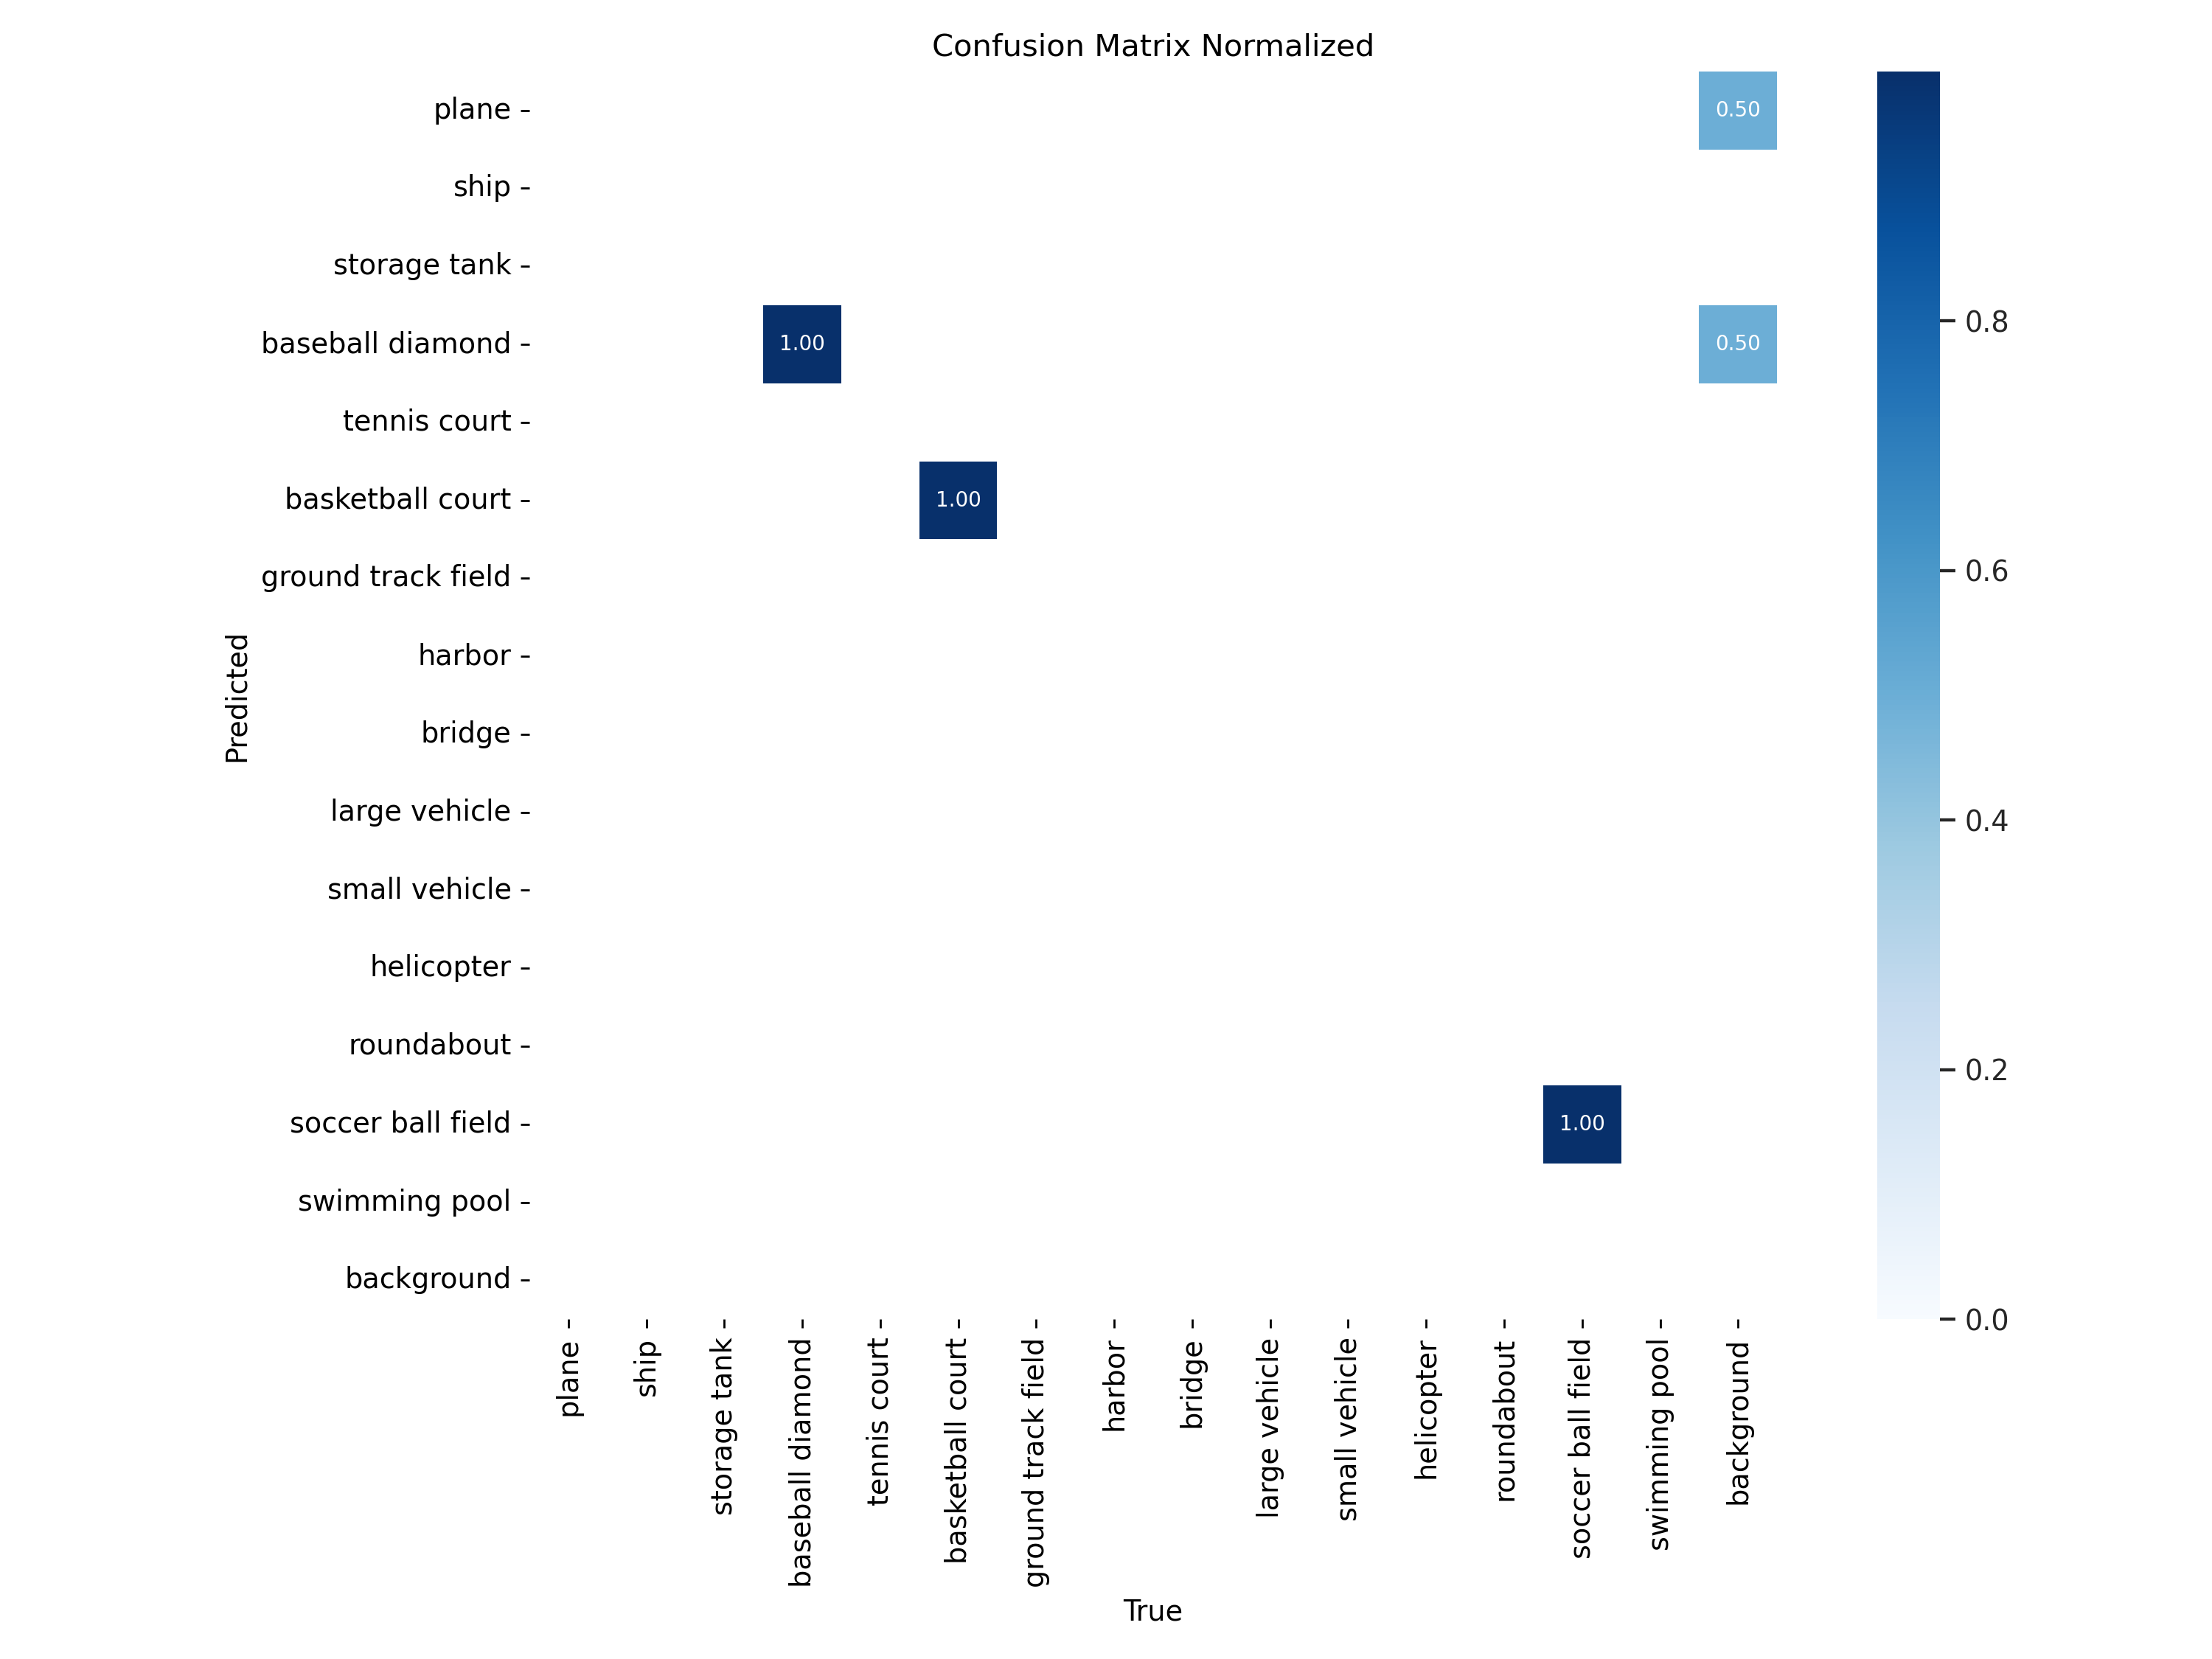 Confusion Matrix Normalized
plane
0.50
ship
storage tank
baseball diamond
1.00
0.50
0.8
tennis court
basketball court
1.00
ground track field
0.6
harbor
Predicted
bridge
large vehicle
0.4
small vehicle
helicopter
roundabout
0.2
soccer ball field
1.00
swimming pool
background
0.0
plane
ship
storage tank
baseball diamond
tennis court
basketball court
ground track field
harbor
bridge
large vehicle
small vehicle
helicopter
roundabout
soccer ball field
swimming pool
background
True